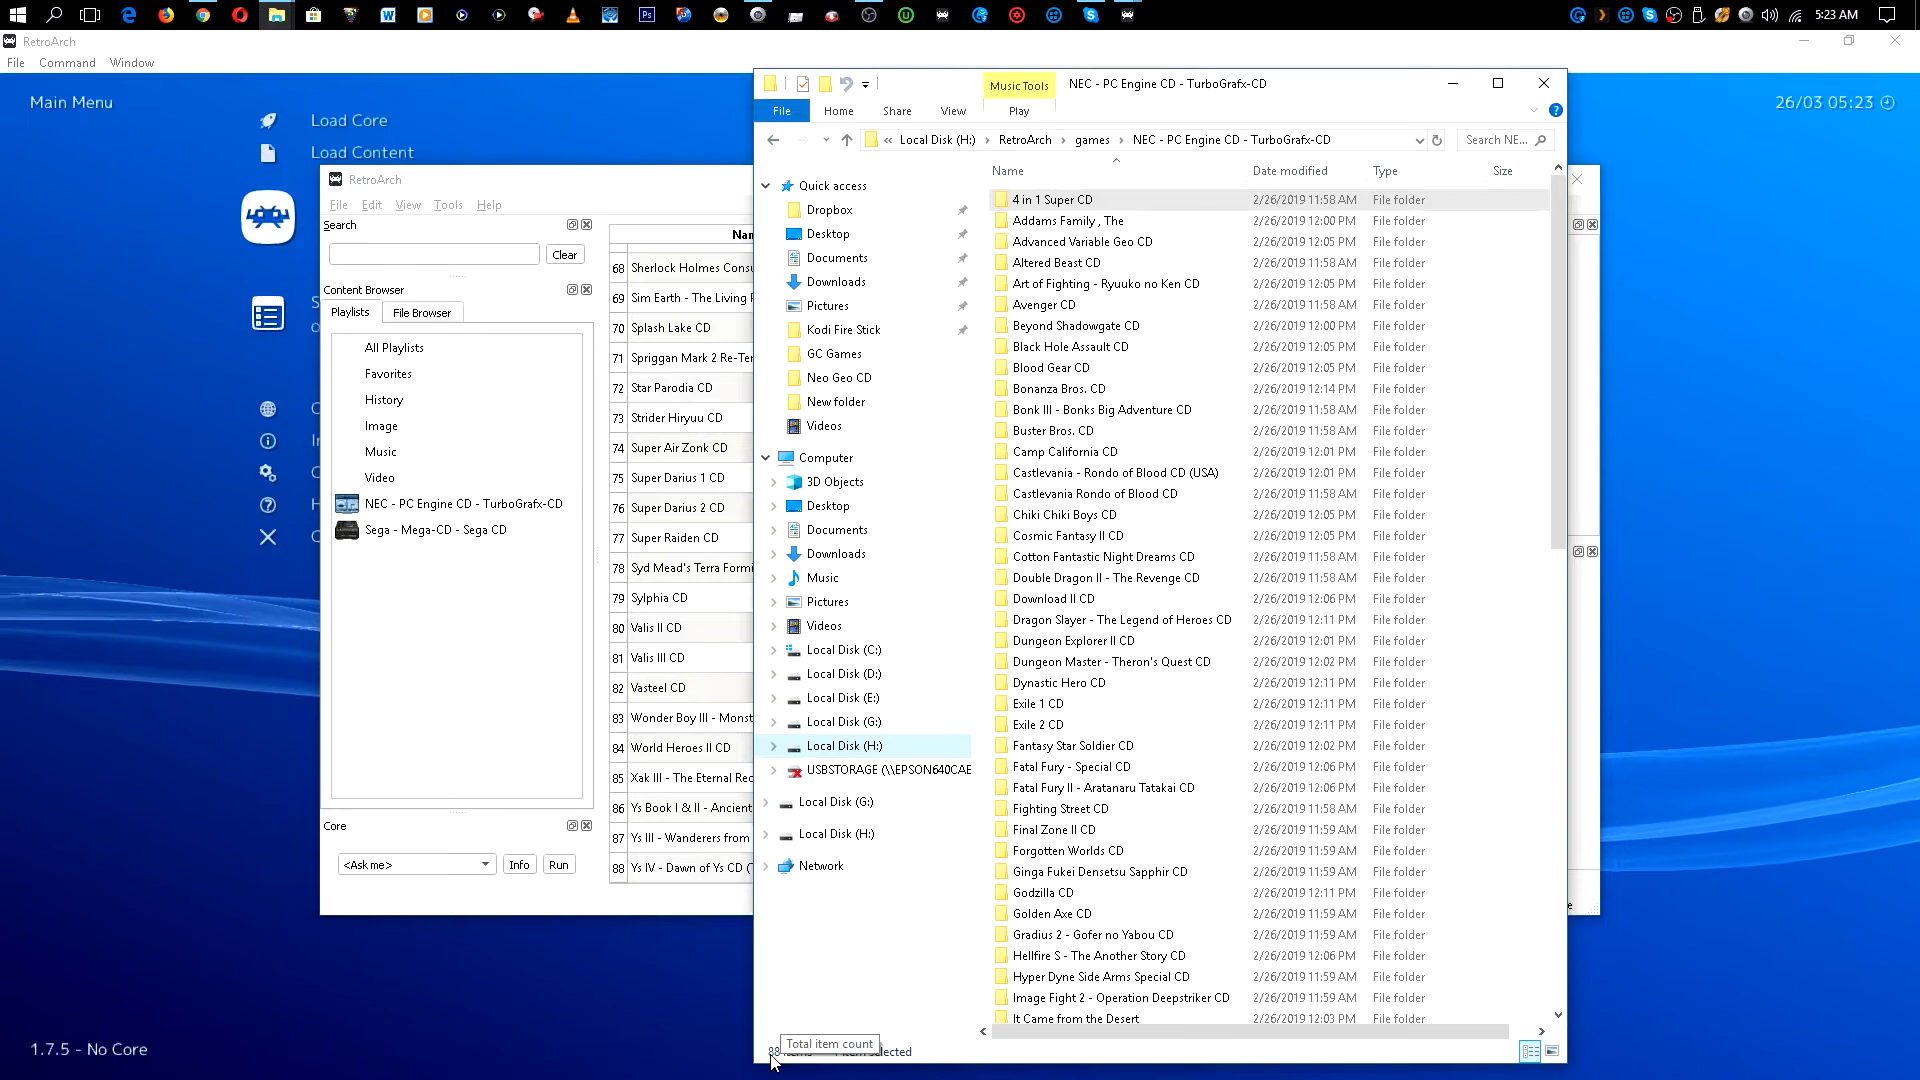 5:23 AM
RetroArch
File Command Window
Main Menu
26/03 05:23
Load Core
Load Content
1.7.5 - No Core
RetroArch
File Edit View Tools Help
Search
Clear
Content Browser
Playlists File Browser
All Playlists
Favorites
History
Image
Music
Video
NEC - PC Engine CD - TurboGrafx-CD
Sega - Mega-CD - Sega CD
Core
<Ask me> Info Run
68 Sherlock Holmes
69 Sim Earth - The Living
70 Splash Lake CD
71 Spriggan Mark 2
72 Star Parodia CD
73 Strider Hiryuu CD
74 Super Air Zonk CD
75 Super Darius 1 CD
76 Super Darius 2 CD
77 Super Raiden CD
78 Syd Mead's Terra
79 Sylphia CD
80 Valis II CD
81 Valis III CD
82 Vasteel CD
83 Wonder Boy III -
84 World Heroes II CD
85 Xak III - The Eternal
86 Ys Book I & II - Ancient
87 Ys III - Wanderers from
88 Ys IV - Dawn of Ys CD
Music Tools NEC - PC Engine CD - TurboGrafx-CD
File Home Share View Play
« Local Disk (H:) › RetroArch › games › NEC - PC Engine CD - TurboGrafx-CD
Search NE...
Quick access
Dropbox
Desktop
Documents
Downloads
Pictures
Kodi Fire Stick
GC Games
Neo Geo CD
New folder
Videos
Computer
3D Objects
Desktop
Documents
Downloads
Music
Pictures
Videos
Local Disk (C:)
Local Disk (D:)
Local Disk (E:)
Local Disk (G:)
Local Disk (H:)
USBSTORAGE (\\EPSON640CAE
Local Disk (G:)
Local Disk (H:)
Network
Name Date modified Type Size
4 in 1 Super CD 2/26/2019 11:58 AM File folder
Addams Family , The 2/26/2019 12:00 PM File folder
Advanced Variable Geo CD 2/26/2019 12:05 PM File folder
Altered Beast CD 2/26/2019 11:58 AM File folder
Art of Fighting - Ryuuko no Ken CD 2/26/2019 12:05 PM File folder
Avenger CD 2/26/2019 11:58 AM File folder
Beyond Shadowgate CD 2/26/2019 12:00 PM File folder
Black Hole Assault CD 2/26/2019 12:05 PM File folder
Blood Gear CD 2/26/2019 12:05 PM File folder
Bonanza Bros. CD 2/26/2019 12:14 PM File folder
Bonk III - Bonks Big Adventure CD 2/26/2019 11:58 AM File folder
Buster Bros. CD 2/26/2019 11:58 AM File folder
Camp California CD 2/26/2019 12:01 PM File folder
Castlevania - Rondo of Blood CD (USA) 2/26/2019 12:01 PM File folder
Castlevania Rondo of Blood CD 2/26/2019 11:58 AM File folder
Chiki Chiki Boys CD 2/26/2019 12:05 PM File folder
Cosmic Fantasy II CD 2/26/2019 12:05 PM File folder
Cotton Fantastic Night Dreams CD 2/26/2019 11:58 AM File folder
Double Dragon II - The Revenge CD 2/26/2019 11:58 AM File folder
Download II CD 2/26/2019 12:06 PM File folder
Dragon Slayer - The Legend of Heroes CD 2/26/2019 12:11 PM File folder
Dungeon Explorer II CD 2/26/2019 12:01 PM File folder
Dungeon Master - Theron's Quest CD 2/26/2019 12:02 PM File folder
Dynastic Hero CD 2/26/2019 12:11 PM File folder
Exile 1 CD 2/26/2019 12:11 PM File folder
Exile 2 CD 2/26/2019 12:11 PM File folder
Fantasy Star Soldier CD 2/26/2019 12:02 PM File folder
Fatal Fury - Special CD 2/26/2019 12:06 PM File folder
Fatal Fury II - Aratanaru Tatakai CD 2/26/2019 12:06 PM File folder
Fighting Street CD 2/26/2019 11:58 AM File folder
Final Zone II CD 2/26/2019 11:59 AM File folder
Forgotten Worlds CD 2/26/2019 11:59 AM File folder
Ginga Fukei Densetsu Sapphir CD 2/26/2019 11:59 AM File folder
Godzilla CD 2/26/2019 12:11 PM File folder
Golden Axe CD 2/26/2019 11:59 AM File folder
Gradius 2 - Gofer no Yabou CD 2/26/2019 11:59 AM File folder
Hellfire S - The Another Story CD 2/26/2019 12:06 PM File folder
Hyper Dyne Side Arms Special CD 2/26/2019 11:59 AM File folder
Image Fight 2 - Operation Deepstriker CD 2/26/2019 11:59 AM File folder
It Came from the Desert 2/26/2019 12:03 PM File folder
Total item count